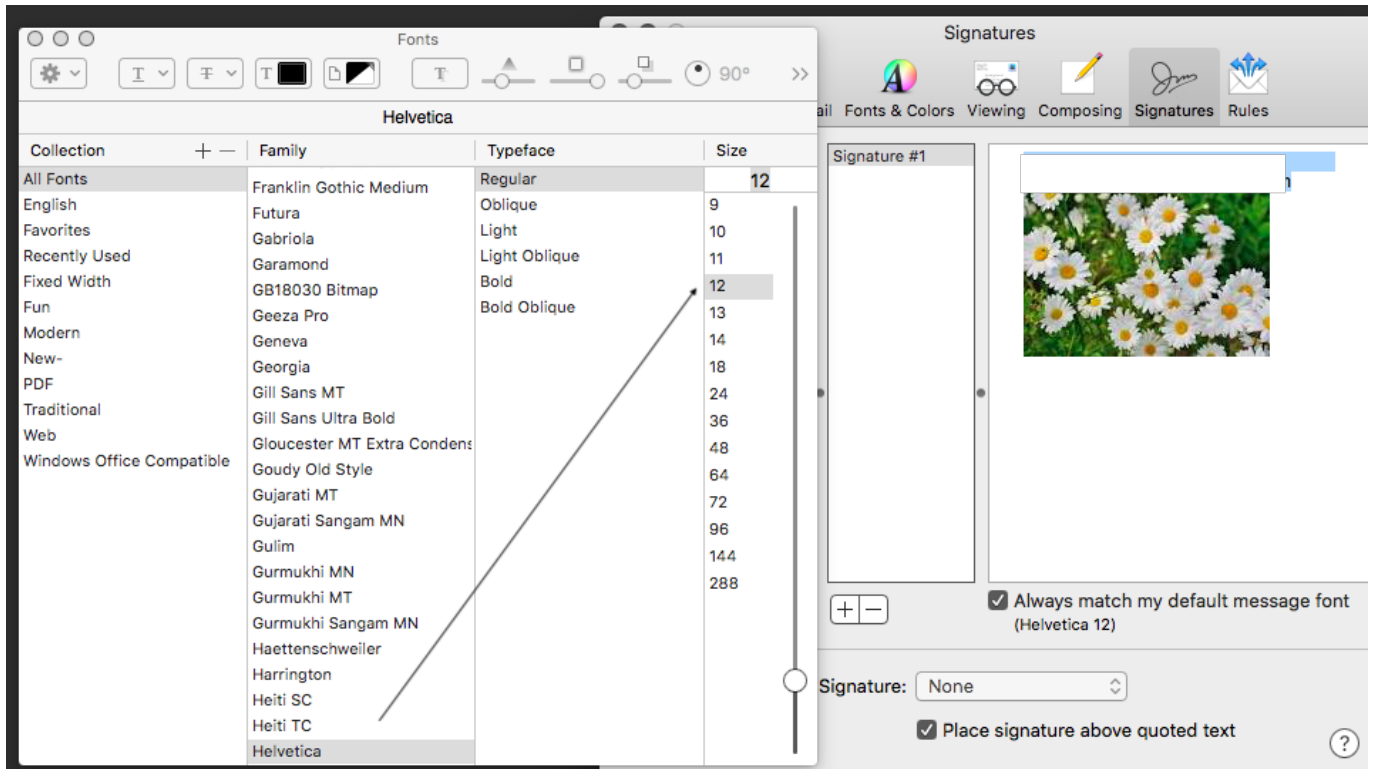 Fonts
T
T
T
T
90°
>>
Helvetica
Collection
+ −
All Fonts
English
Favorites
Recently Used
Fixed Width
Fun
Modern
New-
PDF
Traditional
Web
Windows Office Compatible
Family
Franklin Gothic Medium
Futura
Gabriola
Garamond
GB18030 Bitmap
Geeza Pro
Geneva
Georgia
Gill Sans MT
Gill Sans Ultra Bold
Gloucester MT Extra Condens
Goudy Old Style
Gujarati MT
Gujarati Sangam MN
Gulim
Gurmukhi MN
Gurmukhi MT
Gurmukhi Sangam MN
Haettenschweiler
Harrington
Heiti SC
Heiti TC
Helvetica
Typeface
Regular
Oblique
Light
Light Oblique
Bold
Bold Oblique
Size
12
9
10
11
12
13
14
18
24
36
48
64
72
96
144
288
Signatures
A
ail Fonts & Colors Viewing Composing Signatures Rules
Signature #1
+ −
Always match my default message font
(Helvetica 12)
Signature: None
Place signature above quoted text
?